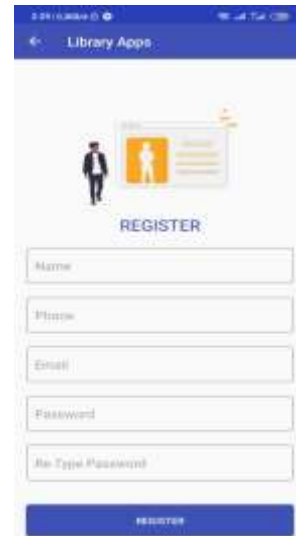 Library Apps
REGISTER
Name
Phone
Email
Password
Re Type Password
REGISTER